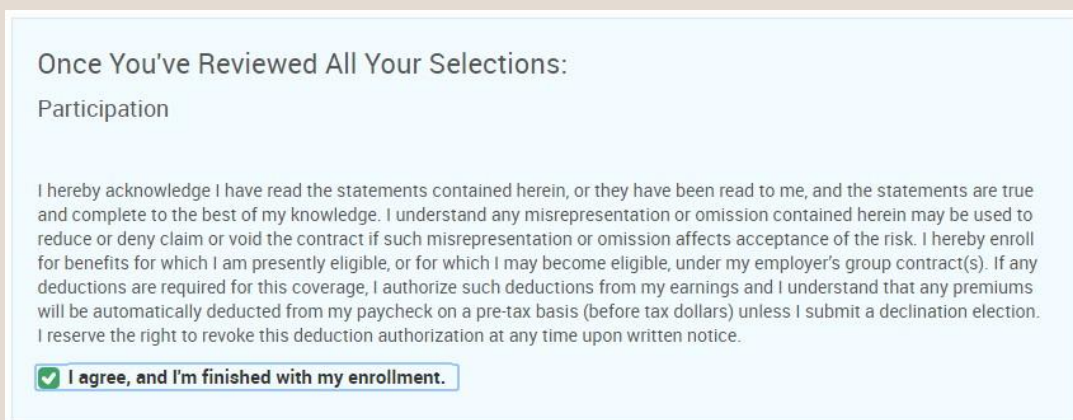 Once You've Reviewed All Your Selections:
Participation
I hereby acknowledge I have read the statements contained herein, or they have been read to me, and the statements are true
and complete to the best of my knowledge. I understand any misrepresentation or omission contained herein may be used to
reduce or deny claim or void the contract if such misrepresentation or omission affects acceptance of the risk. I hereby enroll
for benefits for which I am presently eligible, or for which I may become eligible, under my employer's group contract(s). If any
deductions are required for this coverage, I authorize such deductions from my earnings and I understand that any premiums
will be automatically deducted from my paycheck on a pre-tax basis (before tax dollars) unless I submit a declination election.
I reserve the right to revoke this deduction authorization at any time upon written notice.
I agree, and I'm finished with my enrollment.